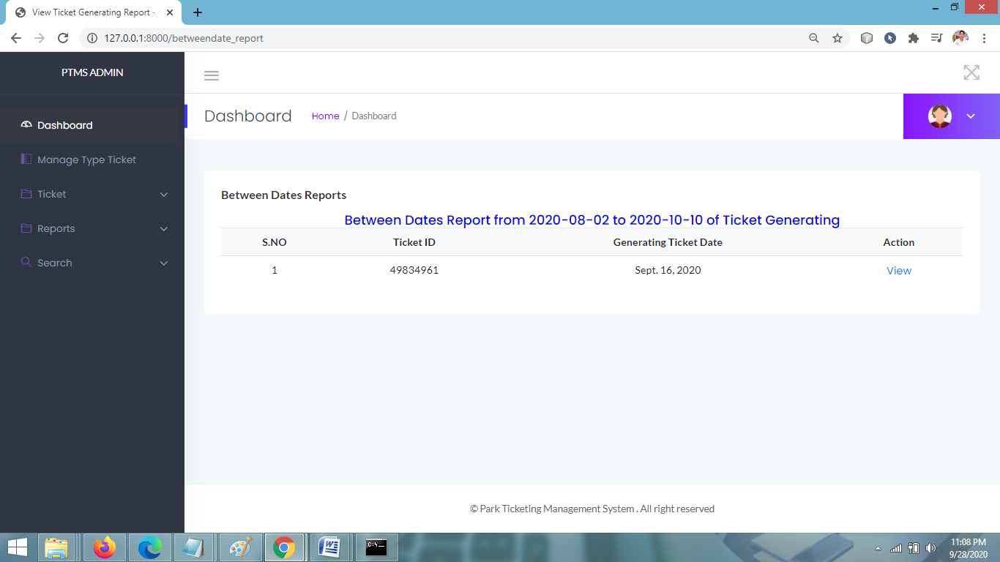 View Ticket Generating Report -
127.0.0.1:8000/betweendate_report
PTMS ADMIN
Dashboard
Manage Type Ticket
Ticket
Reports
Search
Dashboard
Home / Dashboard
Between Dates Reports
Between Dates Report from 2020-08-02 to 2020-10-10 of Ticket Generating
S.NO Ticket ID Generating Ticket Date Action
1 49834961 Sept. 16, 2020 View
© Park Ticketing Management System . All right reserved
11:08 PM
9/28/2020